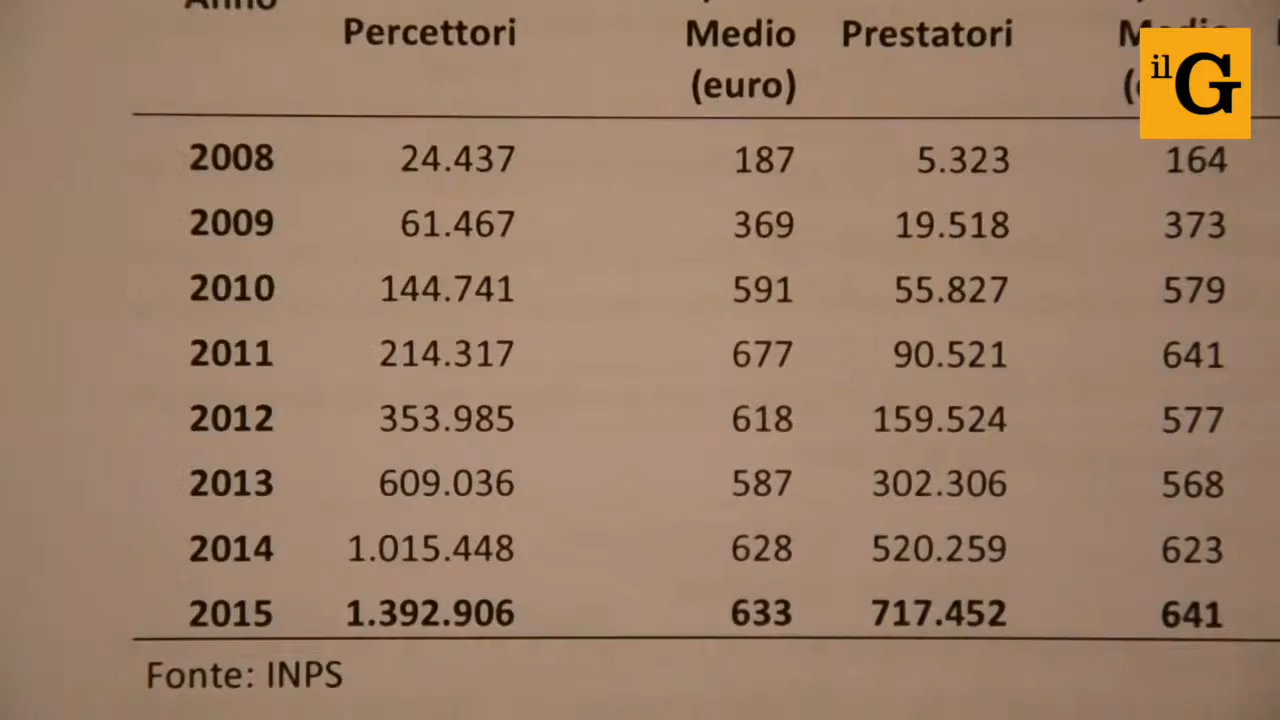 Anno
Percettori Medio Prestatori Medio
(euro)
il G
2008 24.437 187 5.323 164
2009 61.467 369 19.518 373
2010 144.741 591 55.827 579
2011 214.317 677 90.521 641
2012 353.985 618 159.524 577
2013 609.036 587 302.306 568
2014 1.015.448 628 520.259 623
2015 1.392.906 633 717.452 641
Fonte: INPS